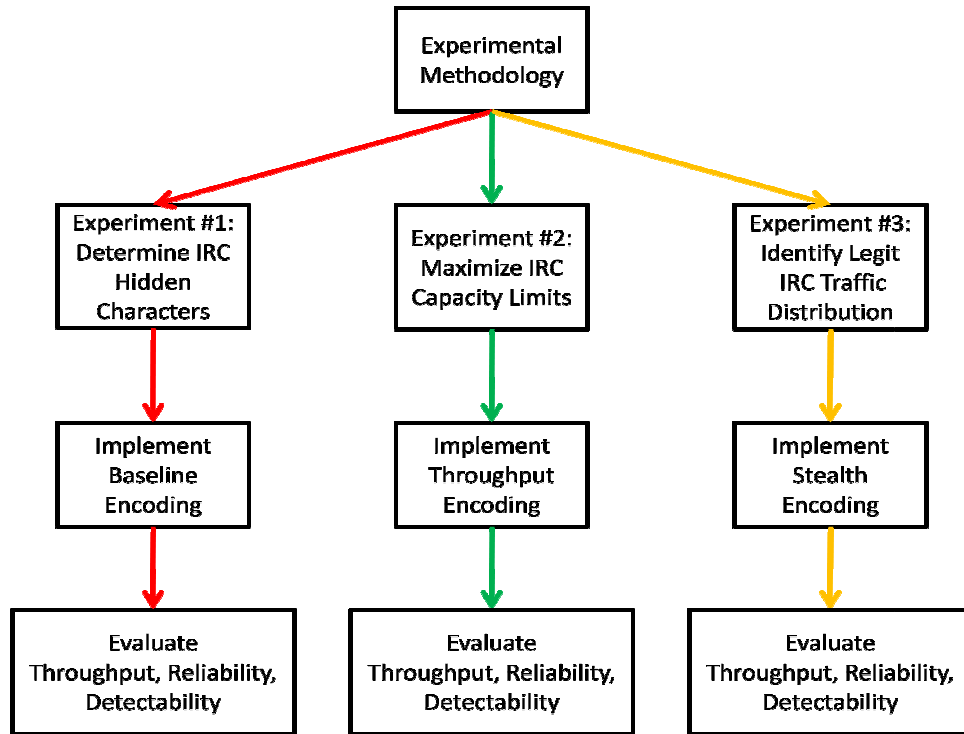 Experimental
Methodology
Experiment #1:
Determine IRC
Hidden
Characters
Experiment #2:
Maximize IRC
Capacity Limits
Experiment #3:
Identify Legit
IRC Traffic
Distribution
Implement
Baseline
Encoding
Implement
Throughput
Encoding
Implement
Stealth
Encoding
Evaluate
Throughput, Reliability,
Detectability
Evaluate
Throughput, Reliability,
Detectability
Evaluate
Throughput, Reliability,
Detectability